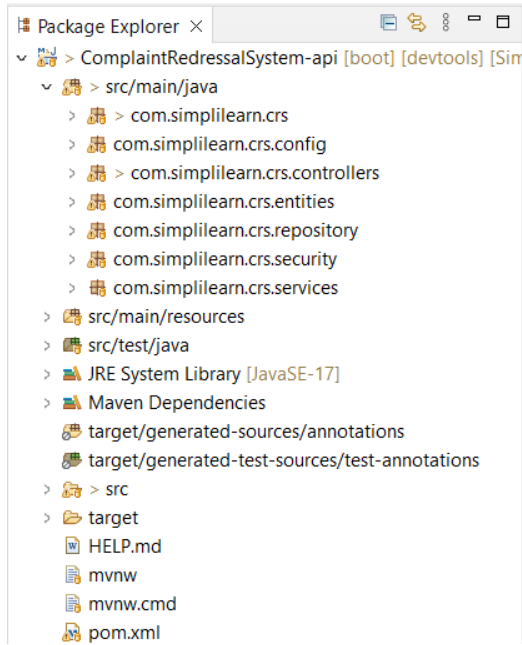 Package Explorer
> ComplaintRedressalSystem-api [boot] [devtools] [Sim
> src/main/java
> com.simplilearn.crs
com.simplilearn.crs.config
> com.simplilearn.crs.controllers
com.simplilearn.crs.entities
com.simplilearn.crs.repository
com.simplilearn.crs.security
com.simplilearn.crs.services
src/main/resources
src/test/java
JRE System Library [JavaSE-17]
Maven Dependencies
target/generated-sources/annotations
target/generated-test-sources/test-annotations
> src
target
HELP.md
mvnw
mvnw.cmd
pom.xml